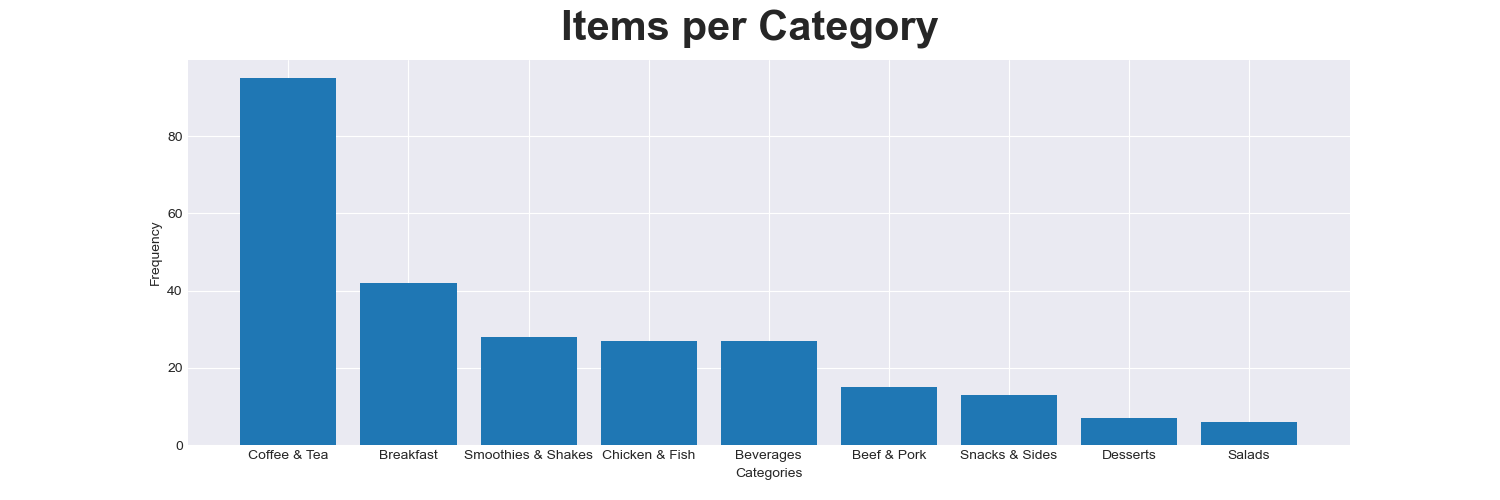 Items per Category
80
60
40
20
0
Frequency
Coffee & Tea
Breakfast
Smoothies & Shakes
Chicken & Fish
Beverages
Beef & Pork
Snacks & Sides
Desserts
Salads
Categories